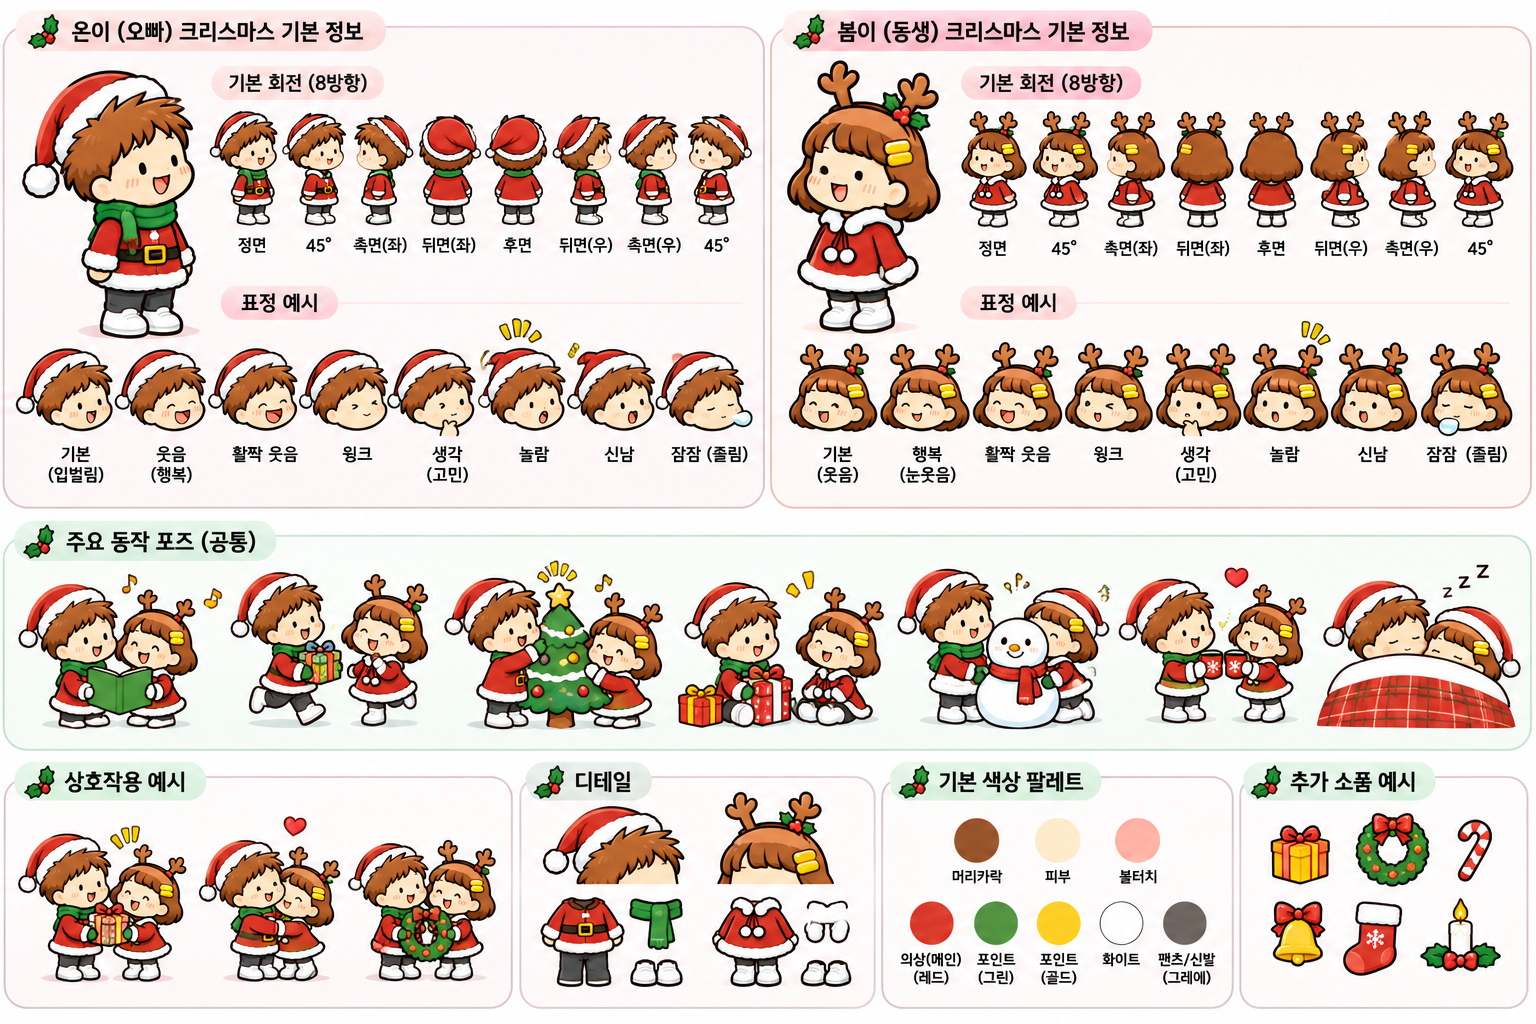 온이 (오빠) 크리스마스 기본 정보
기본 회전 (8방항)
정면
45°
촉면(좌)
뒤면(좌)
후면
뒤면(우)
촉면(우)
45°
표정 예시
기본
(입벌림)
웃음
(행복)
활짝 웃음
윙크
생각
(고민)
놀람
신남
잠잠 (졸림)
봄이 (동생) 크리스마스 기본 정보
기본 회전 (8방항)
정면
45°
촉면(좌)
뒤면(좌)
후면
뒤면(우)
촉면(우)
45°
표정 예시
기본
(웃음)
행복
(눈웃음)
활짝 웃음
윙크
생각
(고민)
놀람
신남
잠잠 (졸림)
주요 동작 포즈 (공통)
z z Z
상호작용 예시
디테일
기본 색상 팔레트
머리카락
피부
볼터치
의상(메인)
(레드)
포인트
(그린)
포인트
(골드)
화이트
팬츠/신발
(그레에)
추가 소품 예시